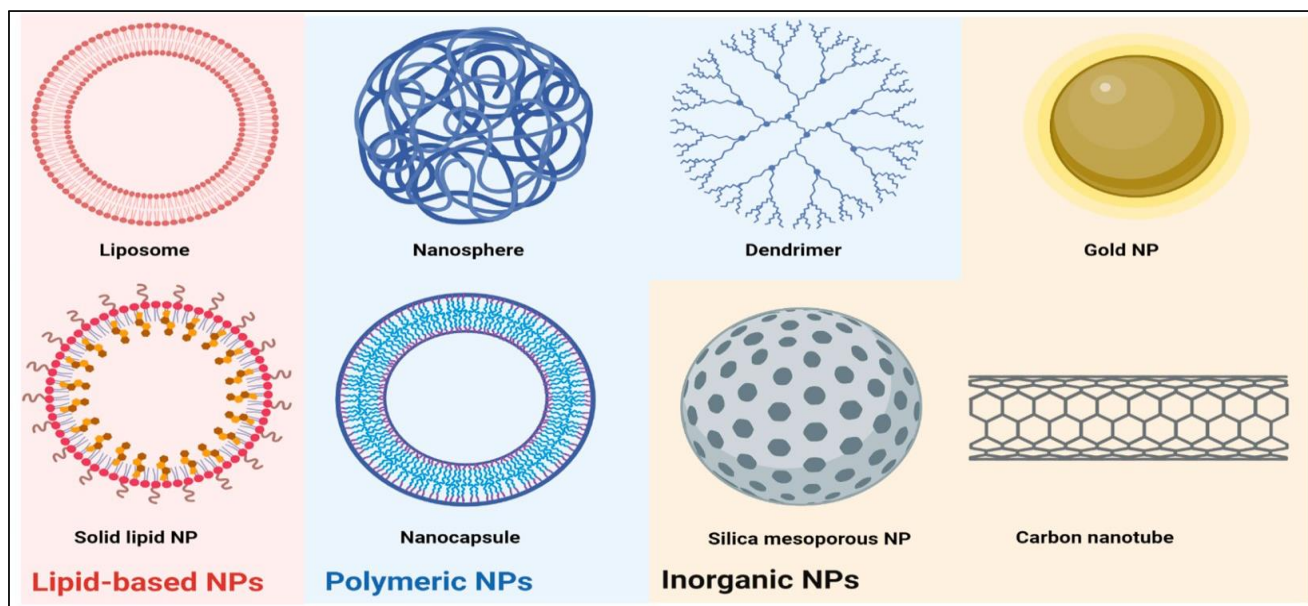 Liposome
Nanosphere
Dendrimer
Gold NP
Solid lipid NP
Nanocapsule
Silica mesoporous NP
Carbon nanotube
Lipid-based NPs
Polymeric NPs
Inorganic NPs